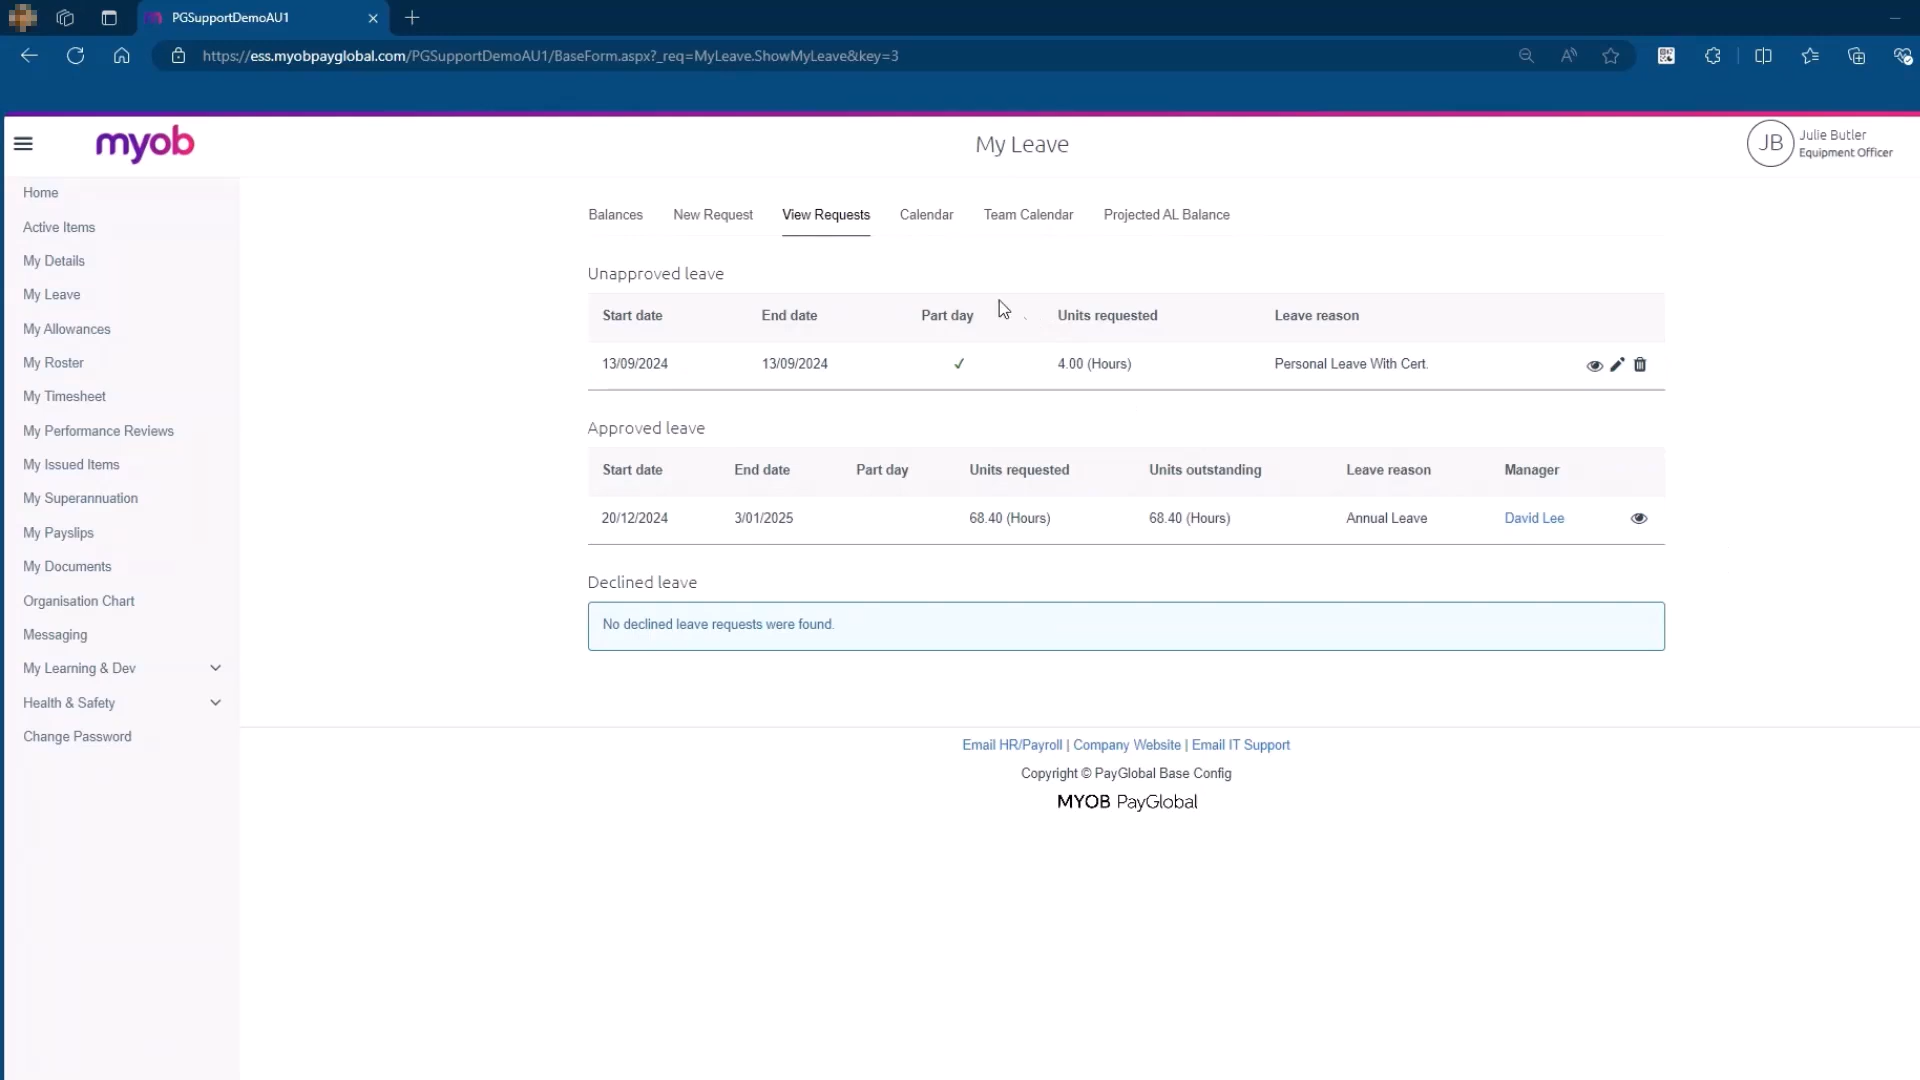 PGSupportDemoAU1
https://ess.myobpayglobal.com/PGSupportDemoAU1/BaseForm.aspx?_req=MyLeave.ShowMyLeave&key=3
myob
My Leave
JB
Julie Butler
Equipment Officer
Home
Active Items
My Details
My Leave
My Allowances
My Roster
My Timesheet
My Performance Reviews
My Issued Items
My Superannuation
My Payslips
My Documents
Organisation Chart
Messaging
My Learning & Dev
Health & Safety
Change Password
Balances New Request View Requests Calendar Team Calendar Projected AL Balance
Unapproved leave
Start date End date Part day Units requested Leave reason
13/09/2024 13/09/2024 ✓ 4.00 (Hours) Personal Leave With Cert.
Approved leave
Start date End date Part day Units requested Units outstanding Leave reason Manager
20/12/2024 3/01/2025 68.40 (Hours) 68.40 (Hours) Annual Leave David Lee
Declined leave
No declined leave requests were found.
Email HR/Payroll | Company Website | Email IT Support
Copyright © PayGlobal Base Config
MYOB PayGlobal